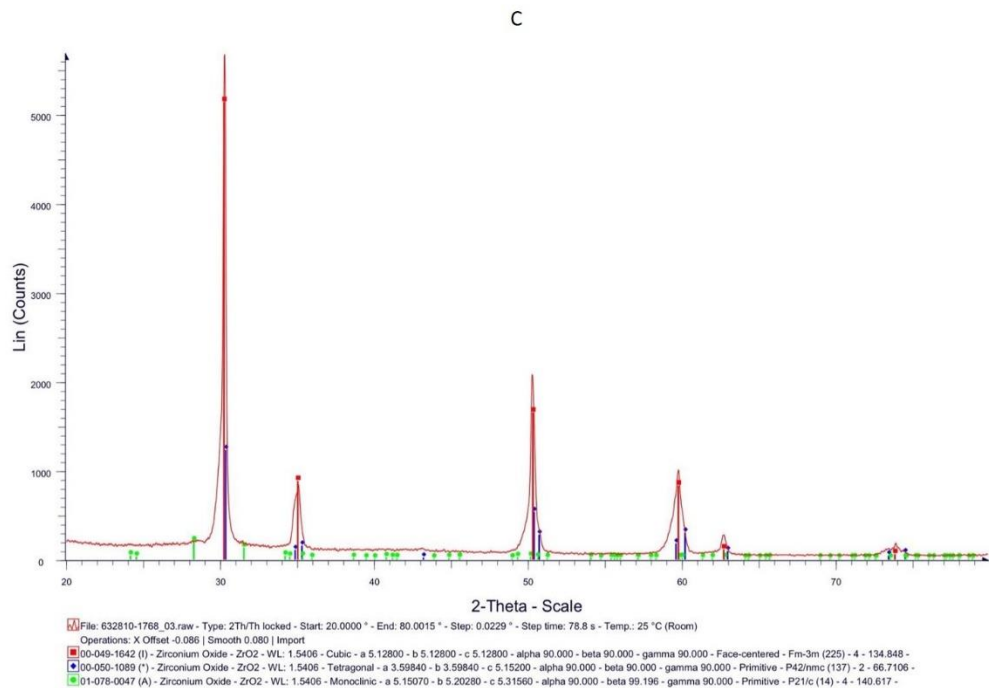 C
Lin (Counts)
5000
4000
3000
2000
1000
0
20 30 40 50 60 70
2-Theta - Scale
File: 632810-1768_03.raw - Type: 2Th/Th locked - Start: 20.0000 ° - End: 80.0015 ° - Step: 0.0229 ° - Step time: 78.8 s - Temp.: 25 °C (Room)
Operations: X Offset -0.086 | Smooth 0.080 | Import
00-049-1642 (I) - Zirconium Oxide - ZrO2 - WL: 1.5406 - Cubic - a 5.12800 - b 5.12800 - c 5.12800 - alpha 90.000 - beta 90.000 - gamma 90.000 - Face-centered - Fm-3m (225) - 4 - 134.848 -
00-050-1089 (*) - Zirconium Oxide - ZrO2 - WL: 1.5406 - Tetragonal - a 3.59840 - b 3.59840 - c 5.15200 - alpha 90.000 - beta 90.000 - gamma 90.000 - Primitive - P42/nmc (137) - 2 - 66.7106 -
01-078-0047 (A) - Zirconium Oxide - ZrO2 - WL: 1.5406 - Monoclinic - a 5.15070 - b 5.20280 - c 5.31560 - alpha 90.000 - beta 99.196 - gamma 90.000 - Primitive - P21/c (14) - 4 - 140.617 -